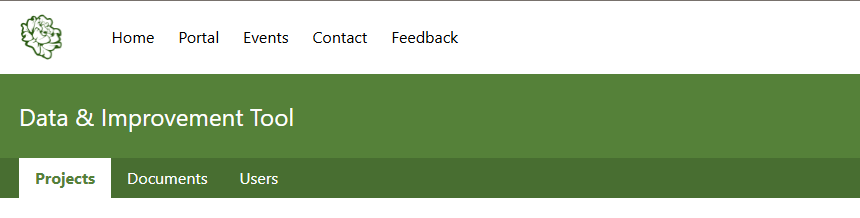 Home Portal Events Contact Feedback
Data & Improvement Tool
Projects Documents Users